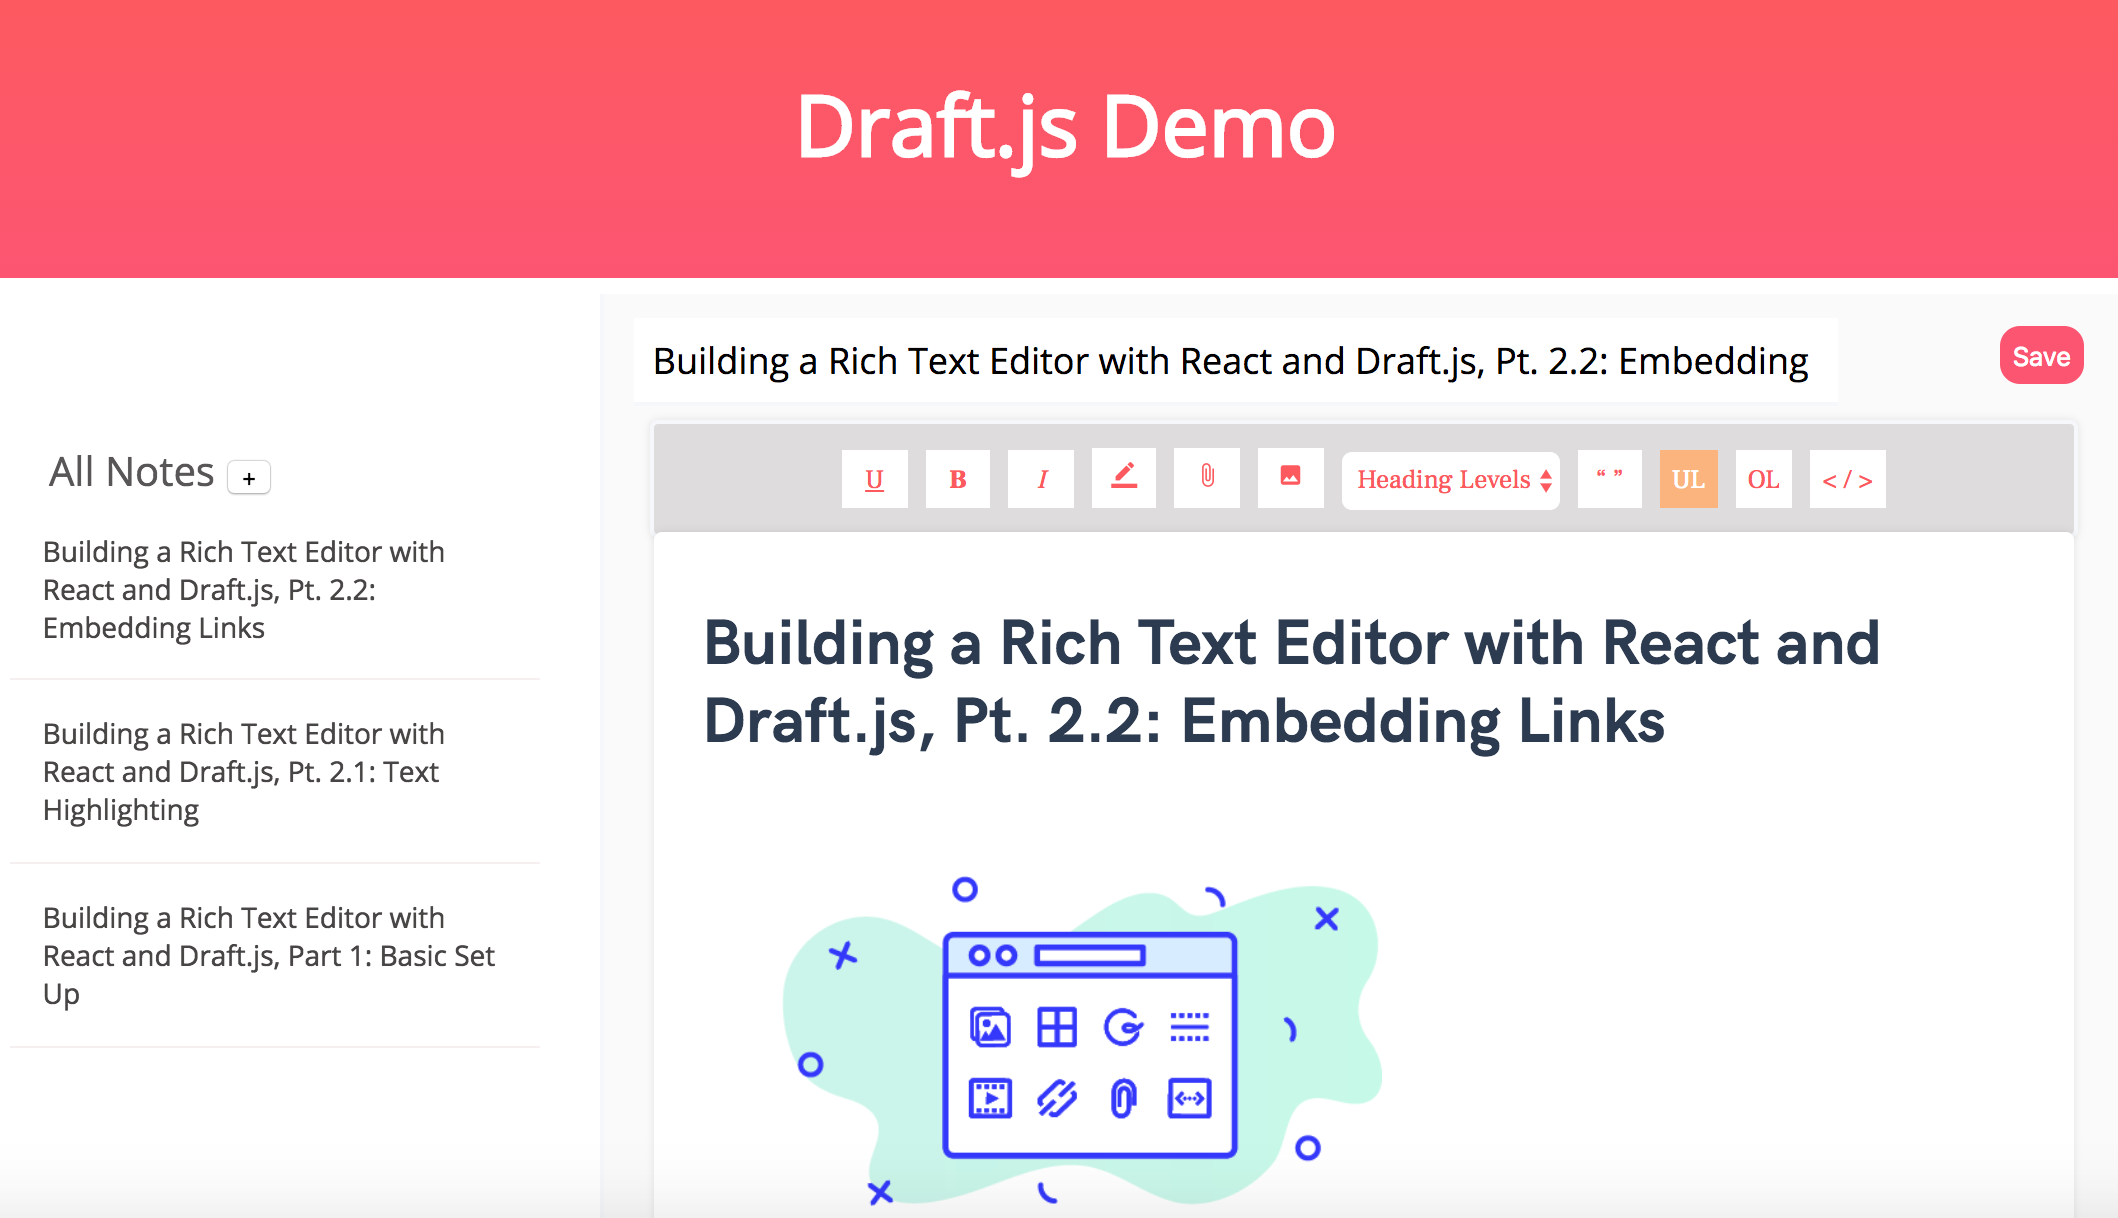 Draft.js Demo
Building a Rich Text Editor with React and Draft.js, Pt. 2.2: Embedding
Save
All Notes +
U B I Heading Levels “ ” UL OL </>
Building a Rich Text Editor with
React and Draft.js, Pt. 2.2:
Embedding Links
Building a Rich Text Editor with
React and Draft.js, Pt. 2.1: Text
Highlighting
Building a Rich Text Editor with
React and Draft.js, Part 1: Basic Set
Up
Building a Rich Text Editor with React and
Draft.js, Pt. 2.2: Embedding Links